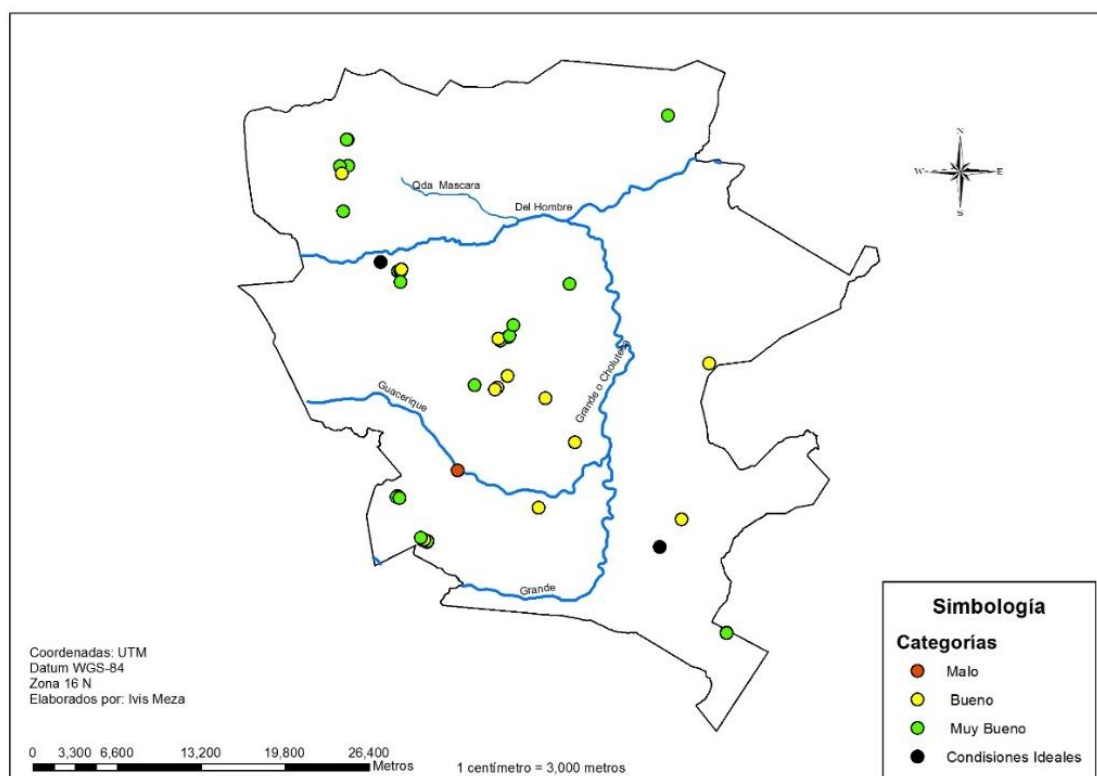 N
W
E
S
Qda Mascara
Del Hombre
Grande o Choluteca
Guacerique
Grande
Coordenadas: UTM
Datum WGS-84
Zona 16 N
Elaborados por: Ivis Meza
0 3,300 6,600 13,200 19,800 26,400
Metros
1 centímetro = 3,000 metros
Simbología
Categorías
Malo
Bueno
Muy Bueno
Condisiones Ideales